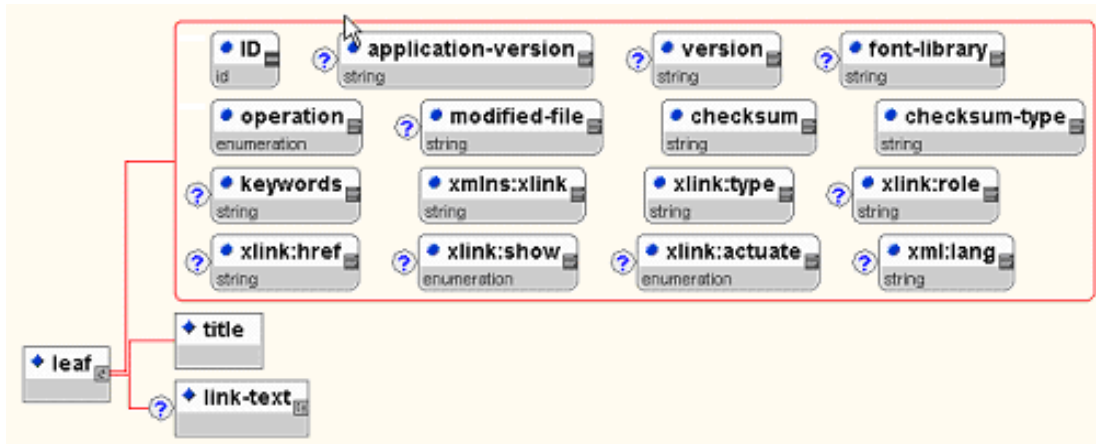 ID
id
? application-version
string
? version
string
? font-library
string
operation
enumeration
? modified-file
string
checksum
string
checksum-type
string
? keywords
string
xmlns:xlink
string
xlink:type
string
? xlink:role
string
? xlink:href
string
? xlink:show
enumeration
? xlink:actuate
enumeration
? xml:lang
string
title
leaf
? link-text